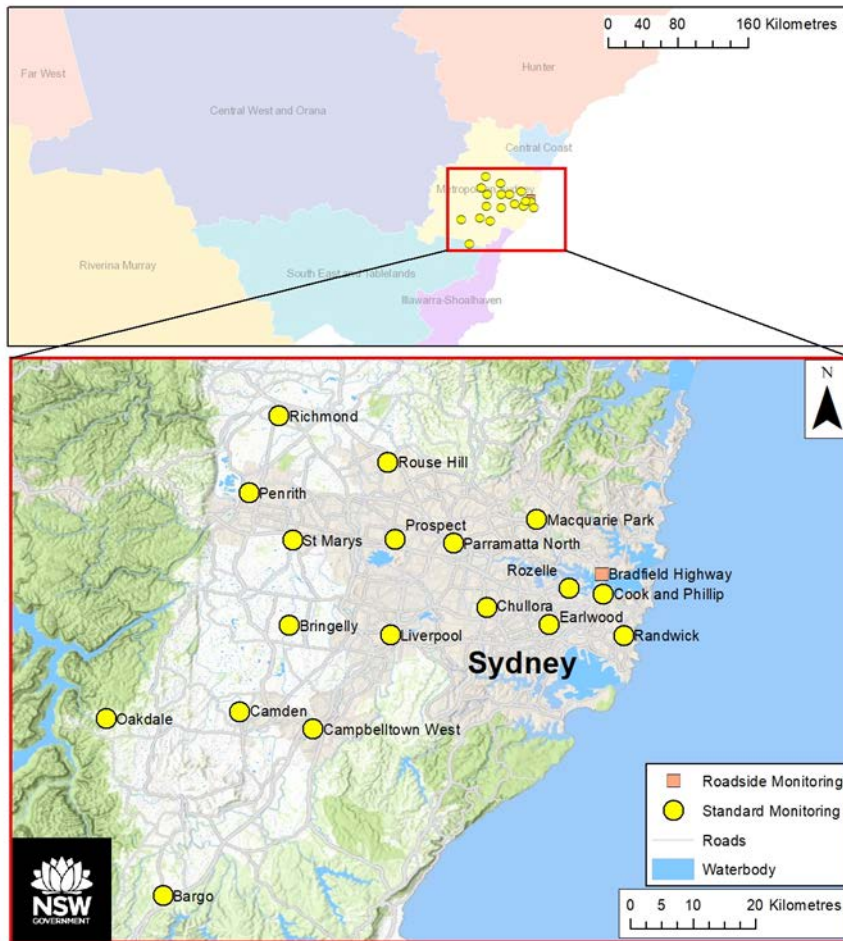 0 40 80 160 Kilometres
Far West
Hunter
Central West and Orana
Central Coast
Metropolitan Sydney
Riverina Murray
South East and Tablelands
Illawarra-Shoalhaven
N
Richmond
Rouse Hill
Penrith
Macquarie Park
Prospect
St Marys
Parramatta North
Rozelle
Bradfield Highway
Cook and Phillip
Chullora
Earlwood
Bringelly
Liverpool
Randwick
Sydney
Oakdale
Camden
Campbelltown West
Roadside Monitoring
Standard Monitoring
Roads
Waterbody
Bargo
NSW
GOVERNMENT
0 5 10 20 Kilometres